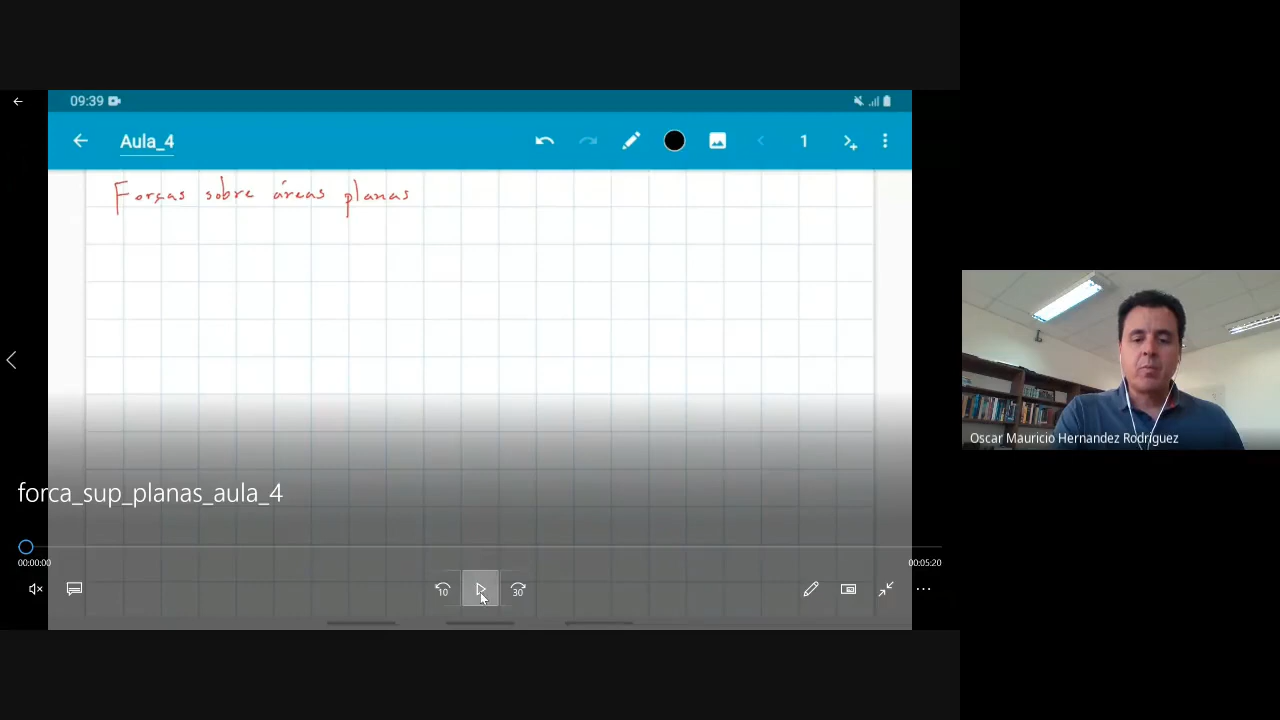 09:39
Aula_4
1
Forças sobre áreas planas
forca_sup_planas_aula_4
00:00:00
00:05:20
10
30
Oscar Mauricio Hernandez Rodriguez